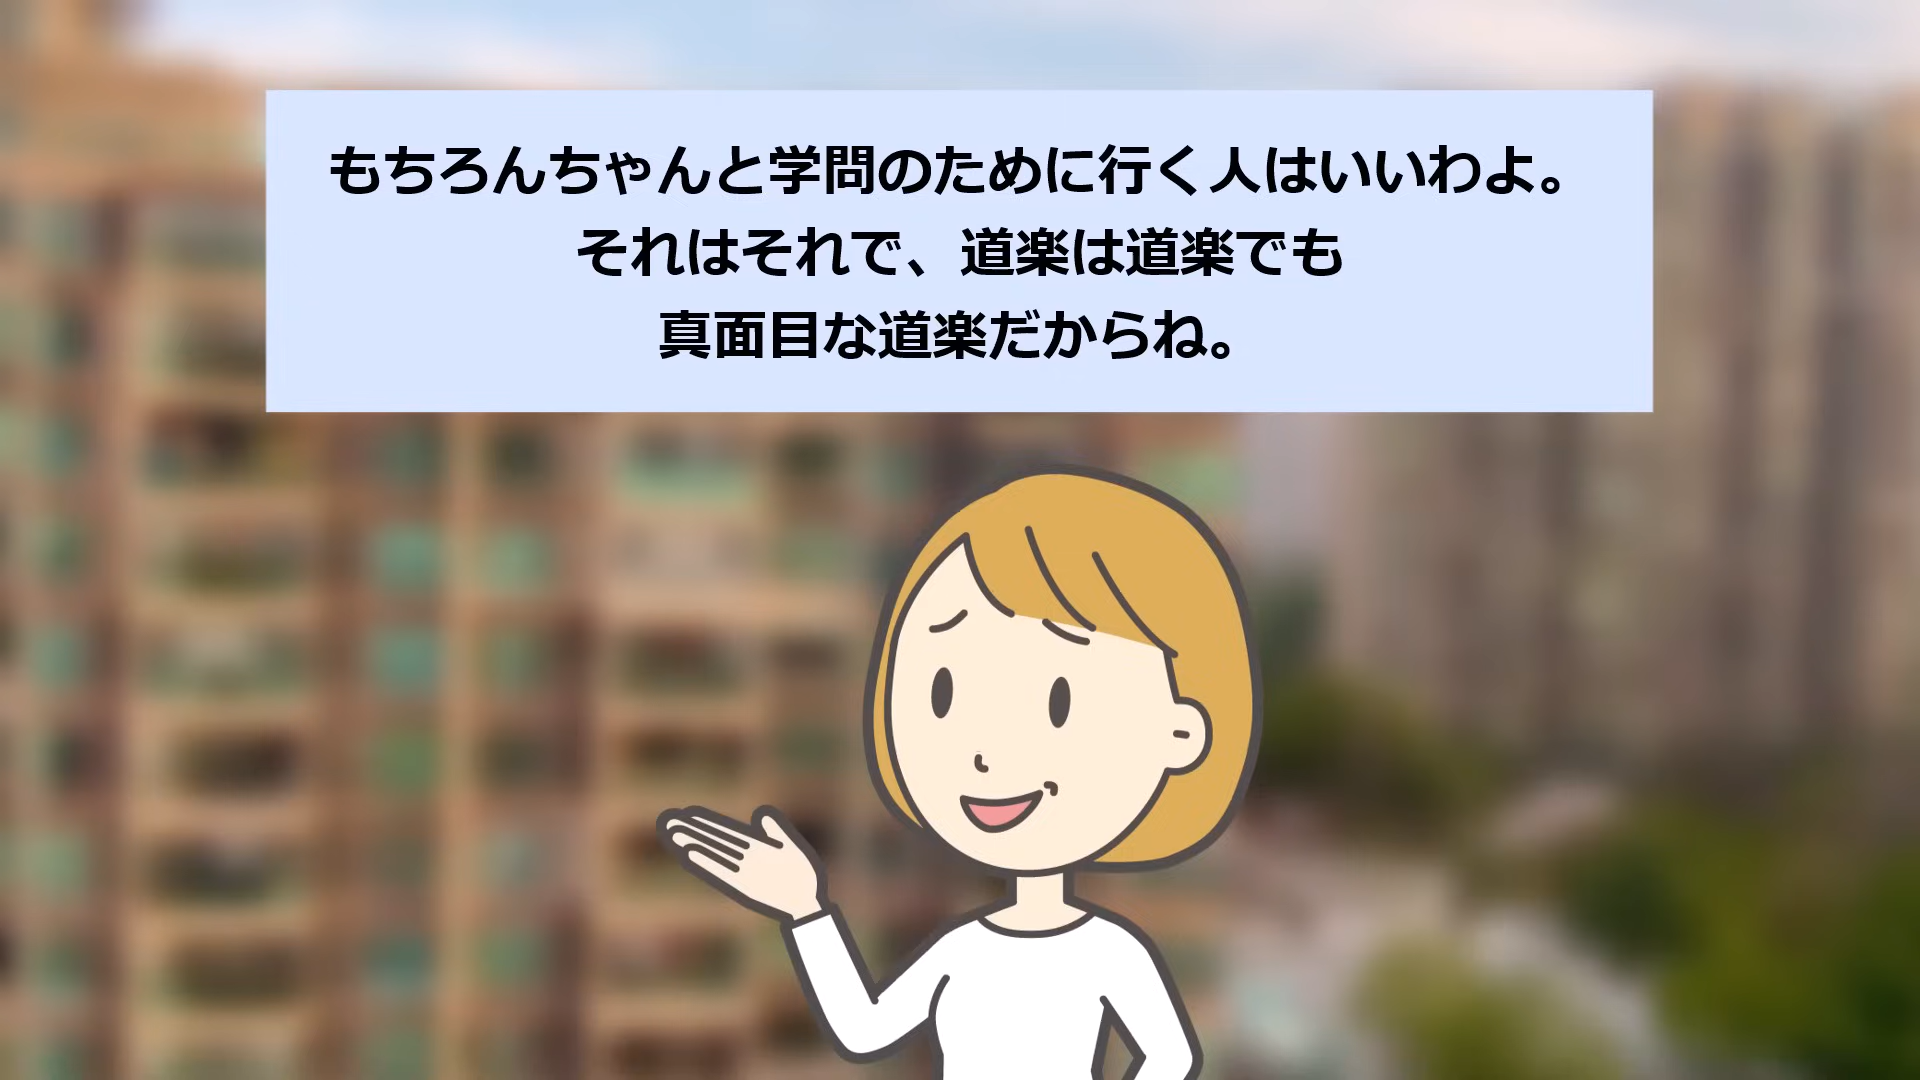 もちろんちゃんと学問のために行く人はいいわよ。
それはそれで、道楽は道楽でも
真面目な道楽だからね。